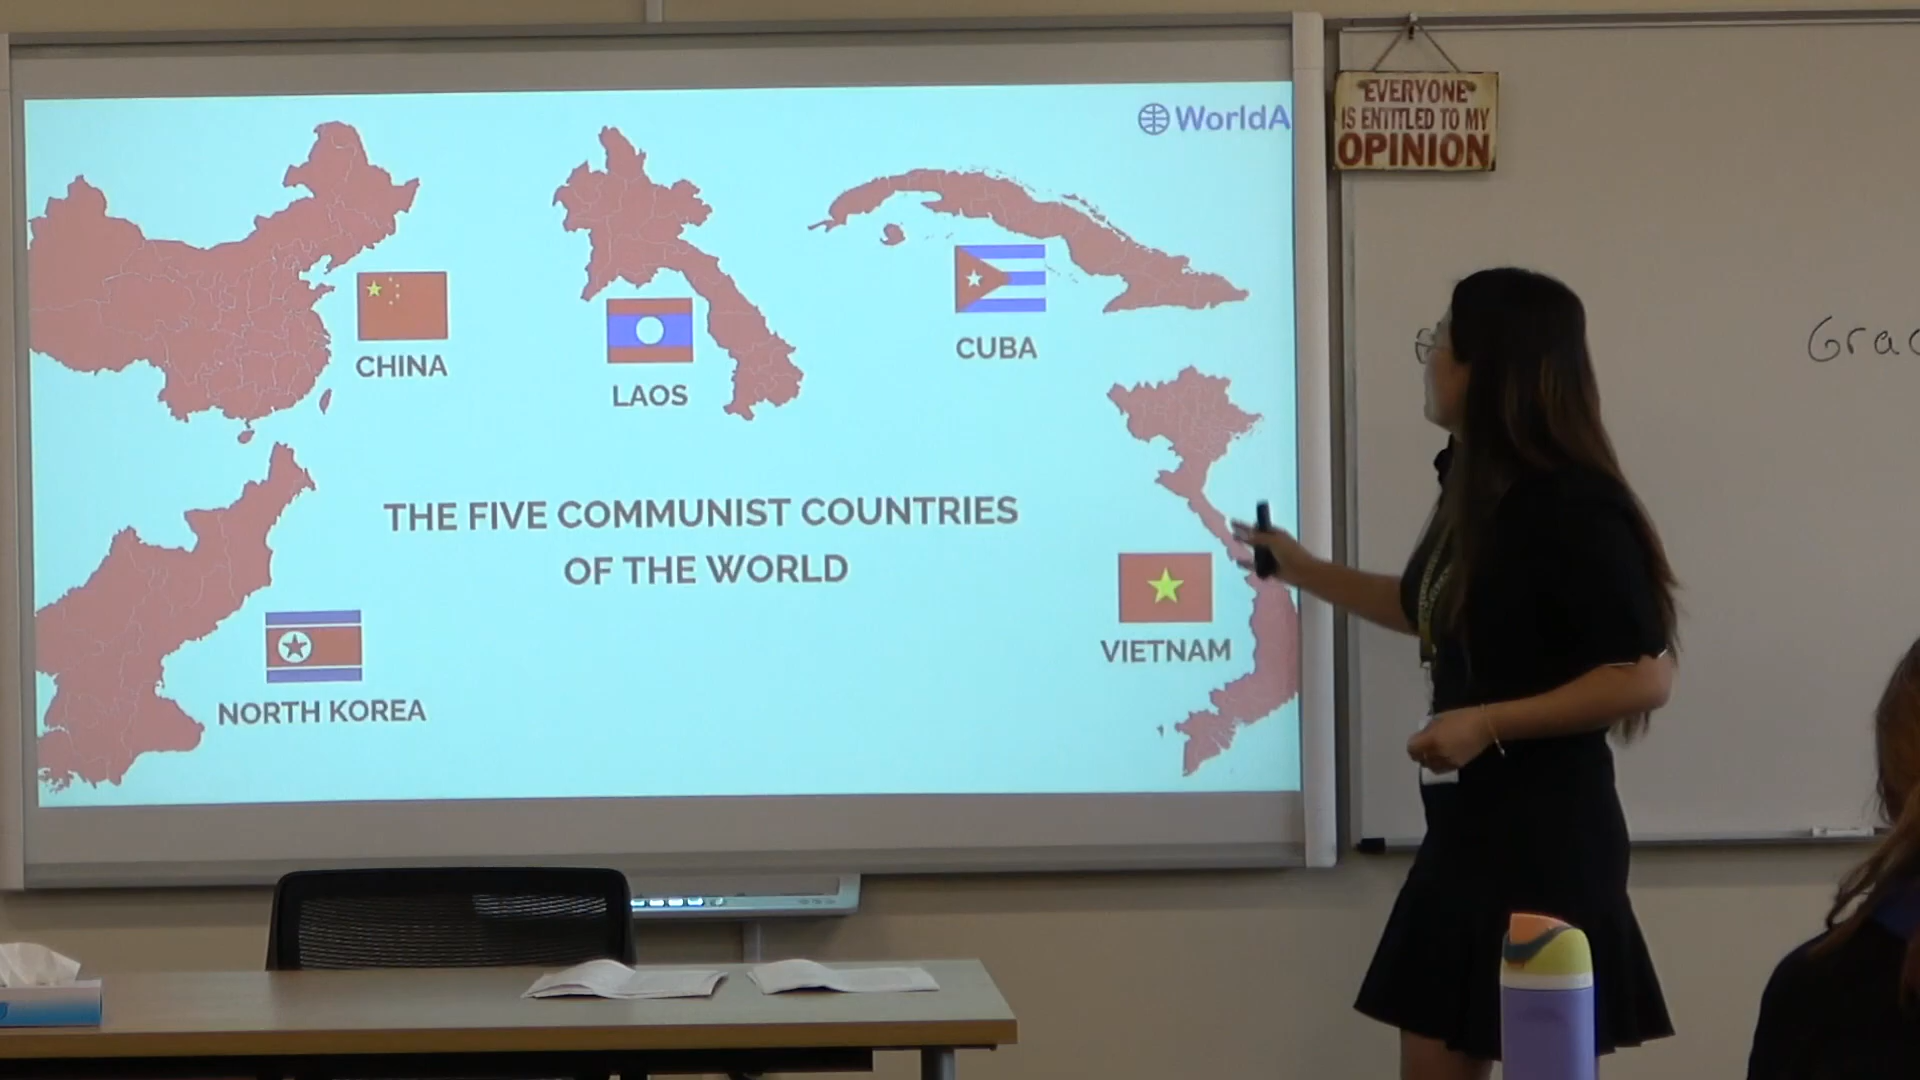 WorldA
EVERYONE
IS ENTITLED TO MY
OPINION
CHINA
LAOS
CUBA
Grac
THE FIVE COMMUNIST COUNTRIES
OF THE WORLD
VIETNAM
NORTH KOREA